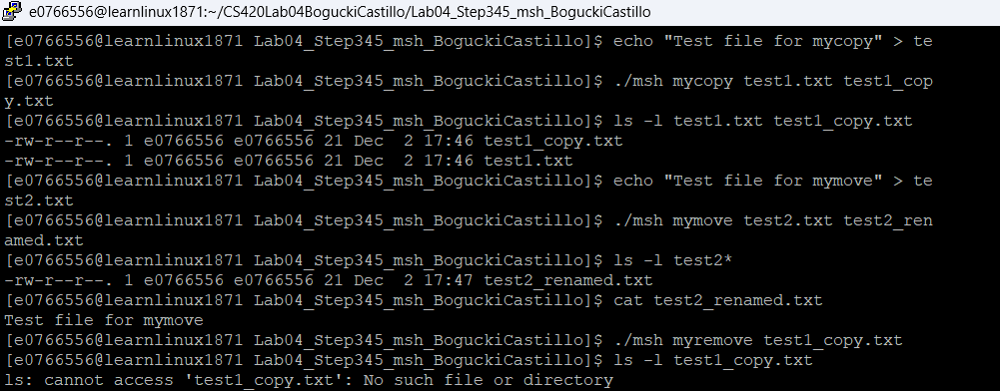 e0766556@learnlinux1871:~/CS420Lab04BoguckiCastillo/Lab04_Step345_msh_BoguckiCastillo
[e0766556@learnlinux1871 Lab04_Step345_msh_BoguckiCastillo]$ echo "Test file for mycopy" > te
st1.txt
[e0766556@learnlinux1871 Lab04_Step345_msh_BoguckiCastillo]$ ./msh mycopy test1.txt test1_cop
y.txt
[e0766556@learnlinux1871 Lab04_Step345_msh_BoguckiCastillo]$ ls -l test1.txt test1_copy.txt
-rw-r--r--. 1 e0766556 e0766556 21 Dec  2 17:46 test1_copy.txt
-rw-r--r--. 1 e0766556 e0766556 21 Dec  2 17:46 test1.txt
[e0766556@learnlinux1871 Lab04_Step345_msh_BoguckiCastillo]$ echo "Test file for mymove" > te
st2.txt
[e0766556@learnlinux1871 Lab04_Step345_msh_BoguckiCastillo]$ ./msh mymove test2.txt test2_ren
amed.txt
[e0766556@learnlinux1871 Lab04_Step345_msh_BoguckiCastillo]$ ls -l test2*
-rw-r--r--. 1 e0766556 e0766556 21 Dec  2 17:47 test2_renamed.txt
[e0766556@learnlinux1871 Lab04_Step345_msh_BoguckiCastillo]$ cat test2_renamed.txt
Test file for mymove
[e0766556@learnlinux1871 Lab04_Step345_msh_BoguckiCastillo]$ ./msh myremove test1_copy.txt
[e0766556@learnlinux1871 Lab04_Step345_msh_BoguckiCastillo]$ ls -l test1_copy.txt
ls: cannot access 'test1_copy.txt': No such file or directory